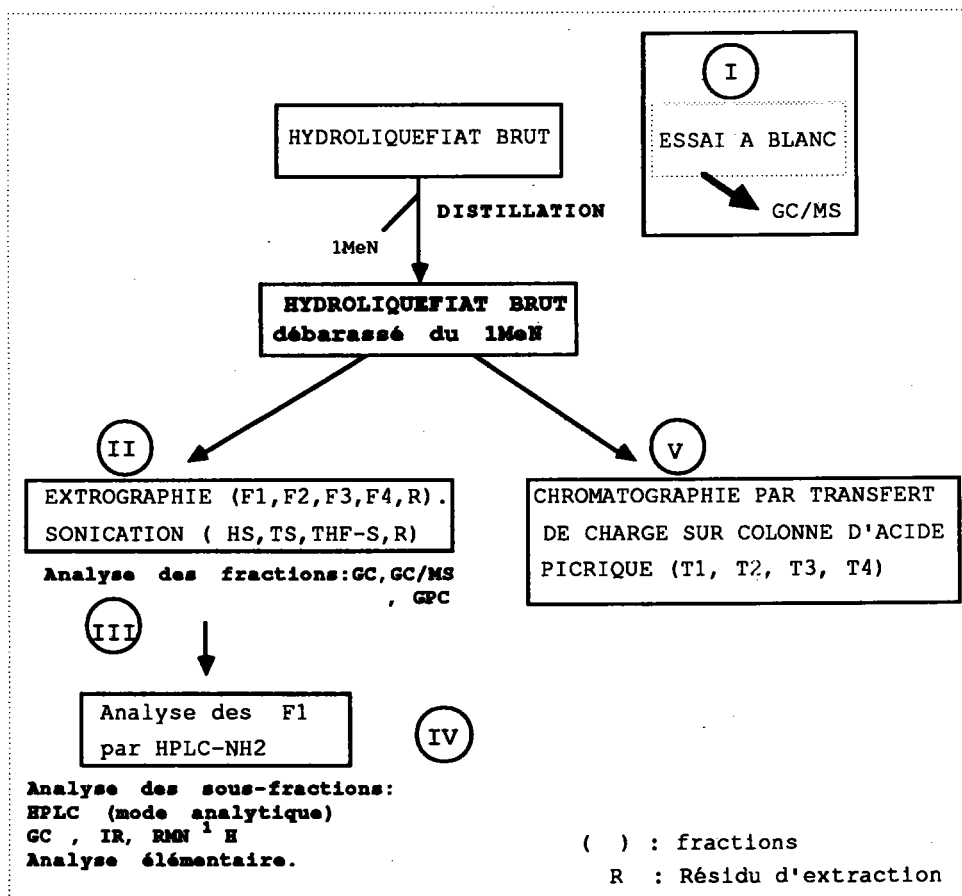 I
ESSAI A BLANC
GC/MS
HYDROLIQUEFIAT BRUT
DISTILLATION
1MeN
HYDROLIQUEFIAT BRUT
débarassé du 1MeN
II
EXTROGRAPHIE (F1,F2,F3,F4,R).
SONICATION ( HS,TS,THF-S,R)
Analyse des fractions:GC,GC/MS
, GPC
V
CHROMATOGRAPHIE PAR TRANSFERT
DE CHARGE SUR COLONNE D'ACIDE
PICRIQUE (T1, T2, T3, T4)
III
Analyse des F1
par HPLC-NH2
IV
Analyse des sous-fractions:
HPLC (mode analytique)
GC , IR, RMN 1 H
Analyse élémentaire.
( ) : fractions
R : Résidu d'extraction